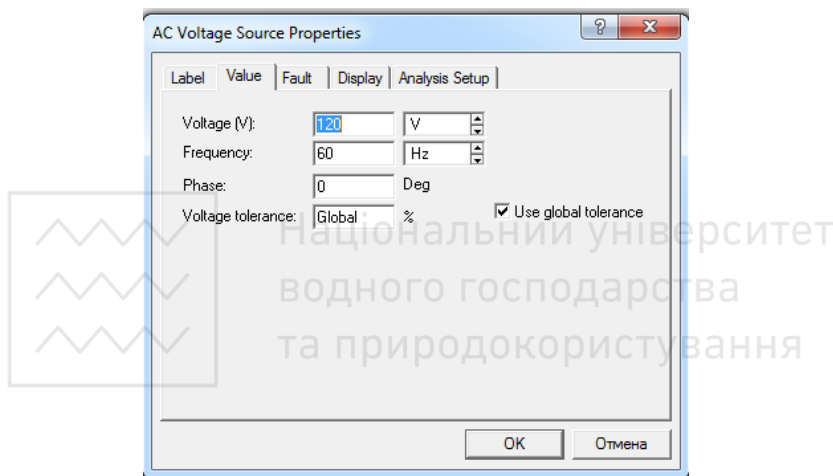 AC Voltage Source Properties
Label Value Fault Display Analysis Setup
Voltage (V): 120 V
Frequency: 60 Hz
Phase: 0 Deg
Voltage tolerance: Global % Use global tolerance
Національний університет
водного господарства
та природокористування
OK Отмена